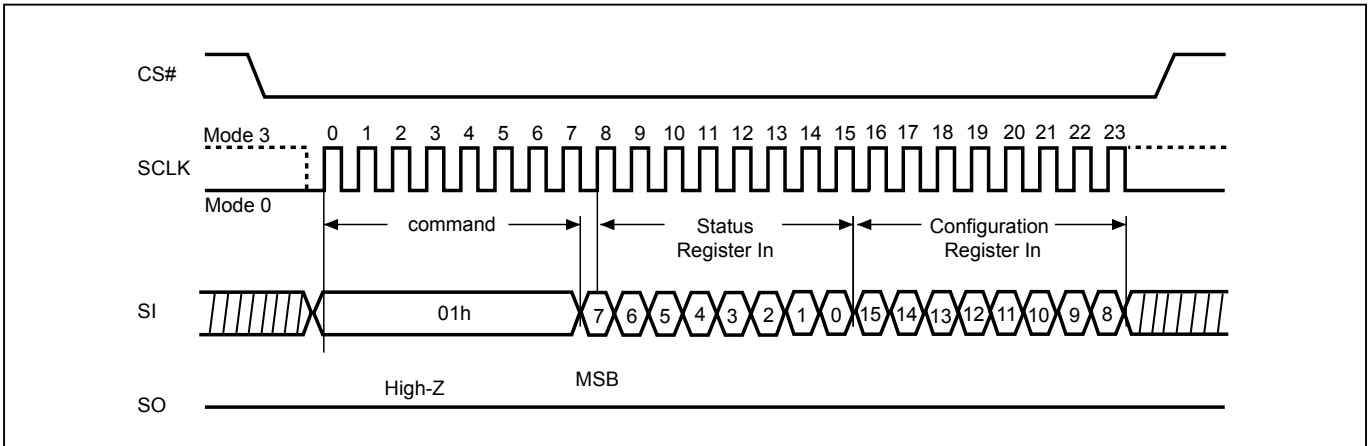 CS#
Mode 3
0 1 2 3 4 5 6 7 8 9 10 11 12 13 14 15 16 17 18 19 20 21 22 23
SCLK
Mode 0
command
Status
Register In
Configuration
Register In
SI
01h
7 6 5 4 3 2 1 0 15 14 13 12 11 10 9 8
High-Z
MSB
SO